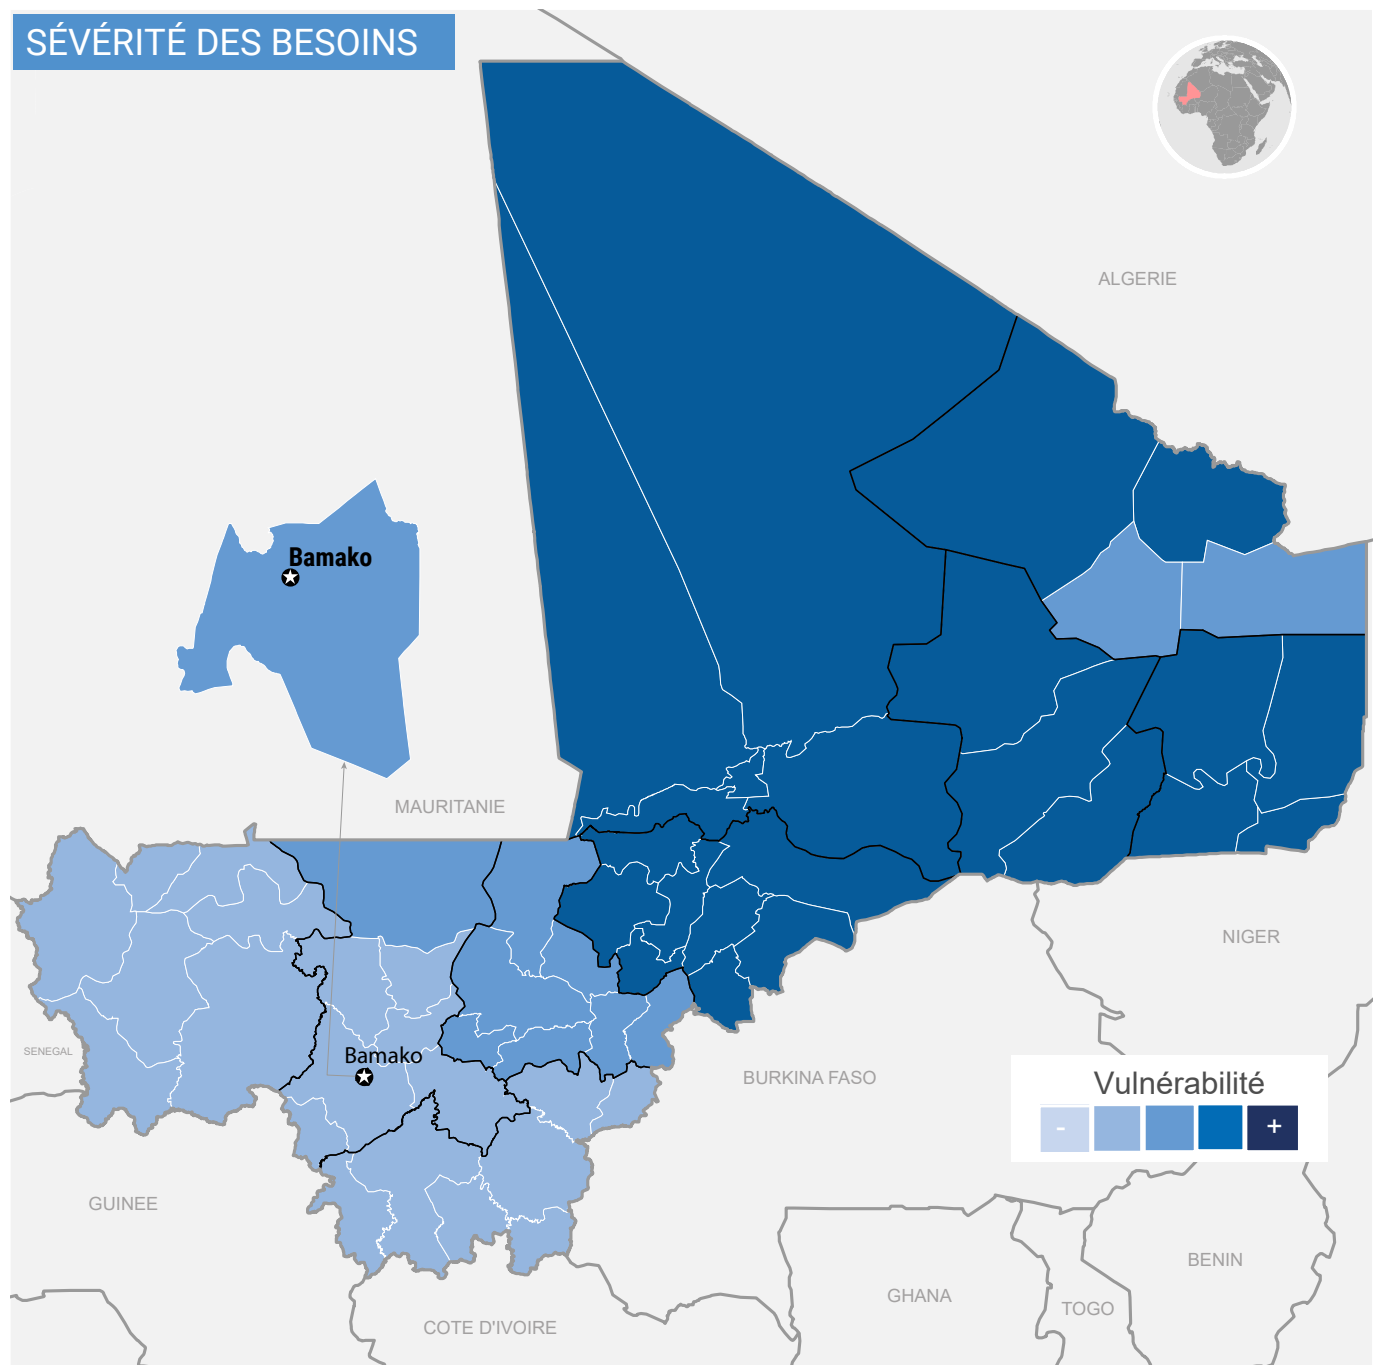 SÉVÉRITÉ DES BESOINS
ALGERIE
Bamako
MAURITANIE
NIGER
SENEGAL
Bamako
BURKINA FASO
Vulnérabilité
- +
GUINEE
BENIN
GHANA
TOGO
COTE D'IVOIRE